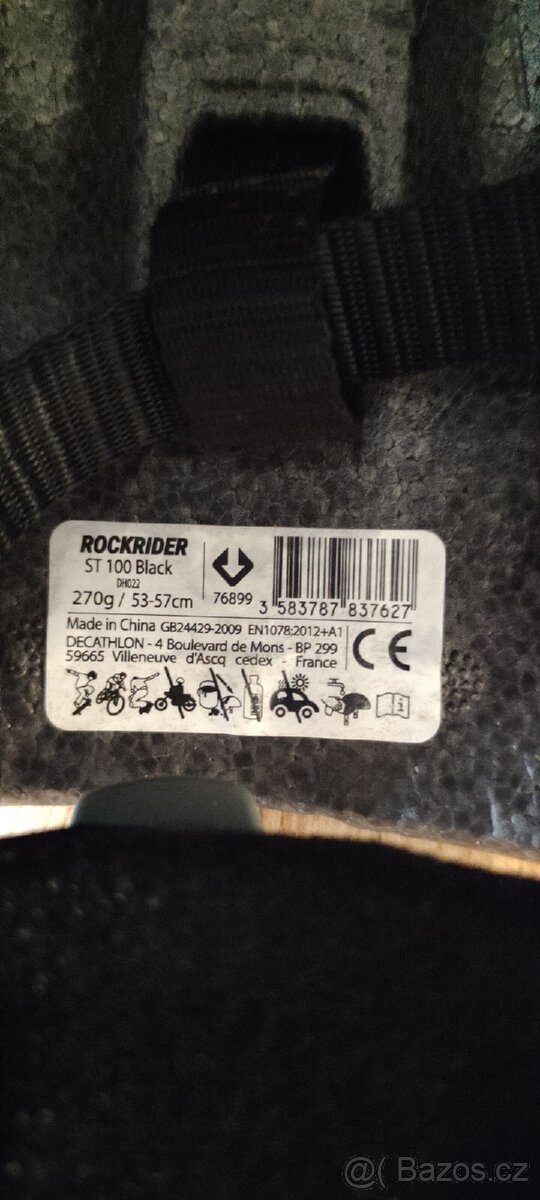 ROCKRIDER
ST 100 Black
DH022
270g / 53-57cm
76899
3 583787 837627
Made in China GB24429-2009 EN1078:2012+A1
DECATHLON - 4 Boulevard de Mons - BP 299
59665 Villeneuve d'Ascq cedex - France
CE
i
@( Bazos.cz